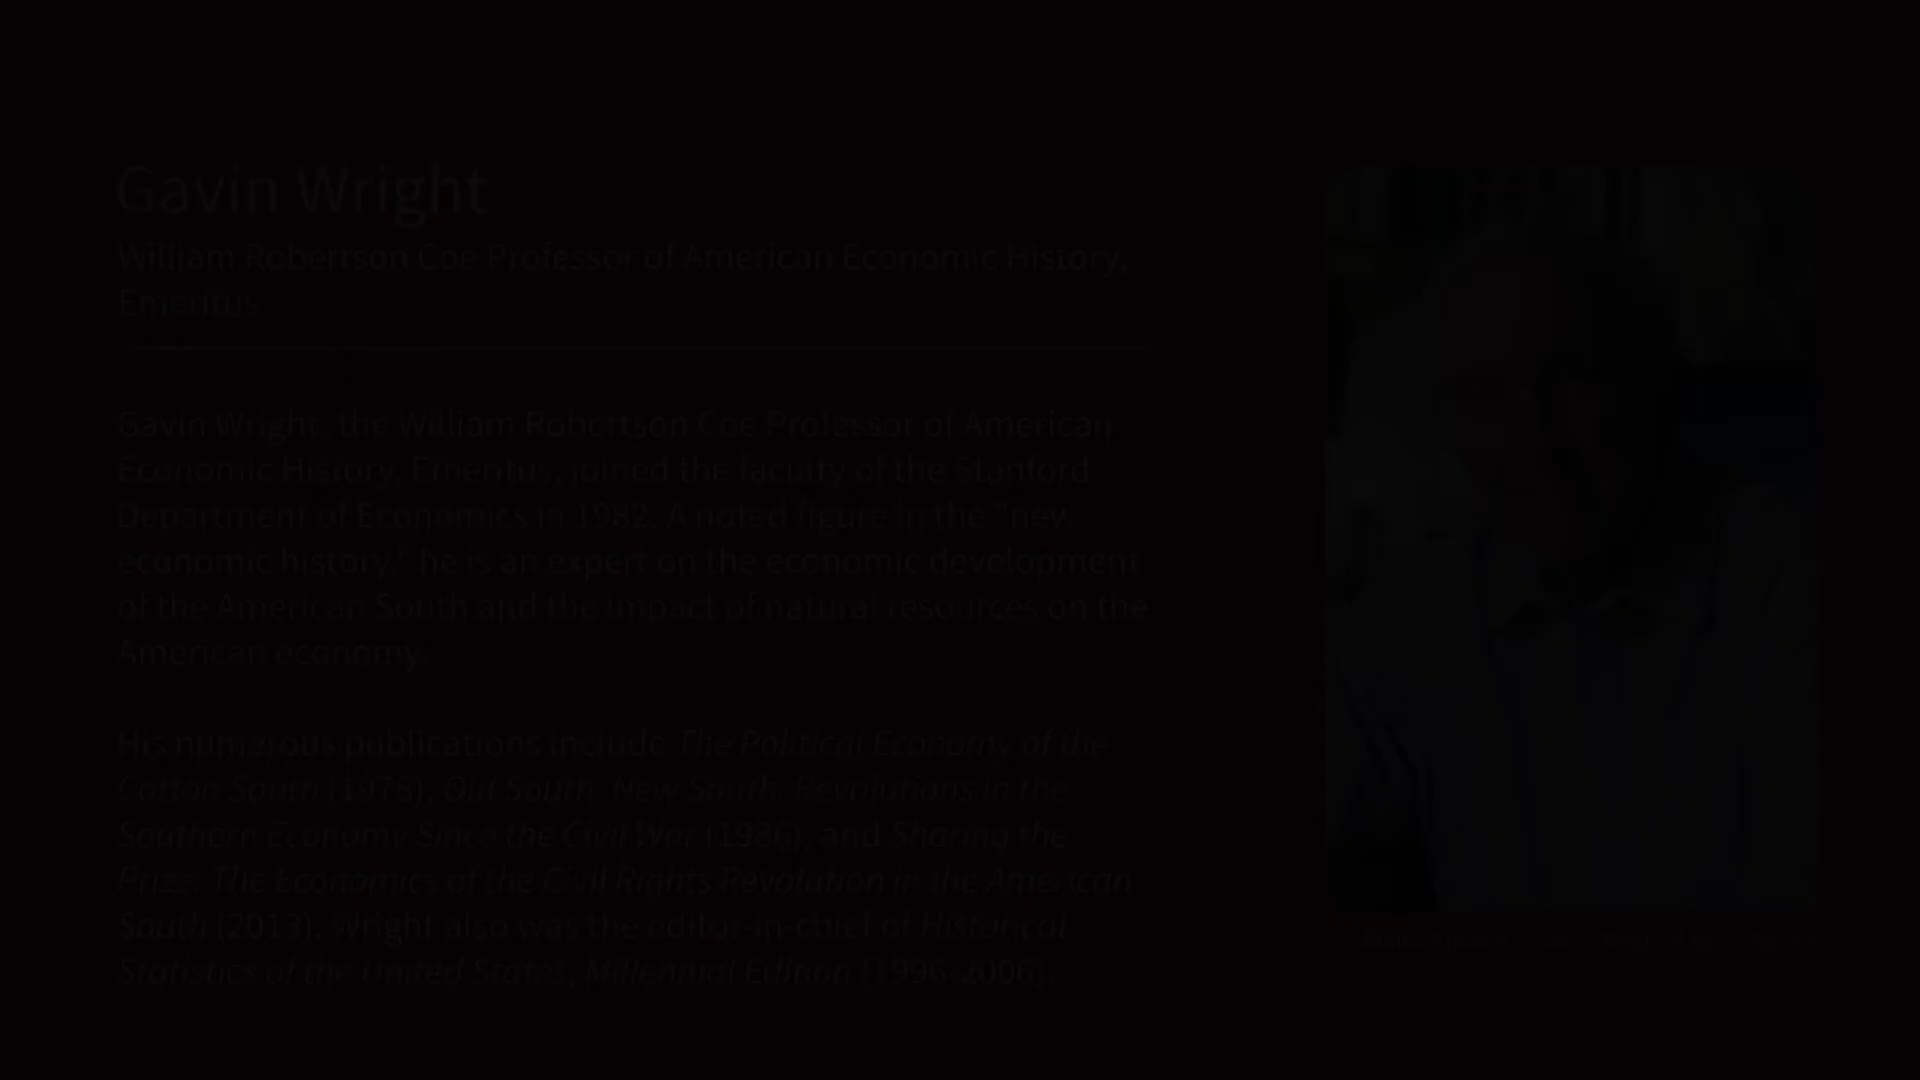 Gavin Wright
William Robertson Coe Professor of American Economic History,
Emeritus
Gavin Wright, the William Robertson Coe Professor of American
Economic History, Emeritus, joined the faculty of the Stanford
Department of Economics in 1982. A noted figure in the "new
economic history," he is an expert on the economic development
of the American South and the impact of natural resources on the
American economy.
His numerous publications include The Political Economy of the
Cotton South (1978), Old South, New South: Revolutions in the
Southern Economy Since the Civil War (1986), and Sharing the
Prize: The Economics of the Civil Rights Revolution in the American
South (2013). Wright also was the editor-in-chief of Historical
Statistics of the United States, Millennial Edition (1996-2006).